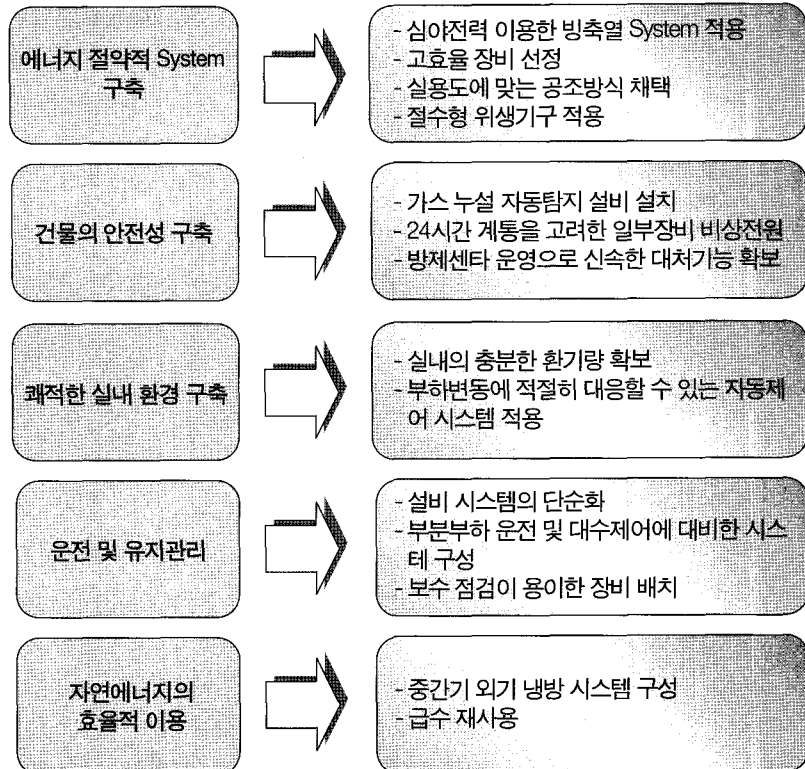 에너지 절약적 System
구축
- 심야전력 이용한 빙축열 System 적용
- 고효율 장비 선정
- 실용도에 맞는 공조방식 채택
- 절수형 위생기구 적용
건물의 안전성 구축
- 가스 누설 자동탐지 설비 설치
- 24시간 계통을 고려한 일부장비 비상전원
- 방제센타 운영으로 신속한 대처기능 확보
쾌적한 실내 환경 구축
- 실내의 충분한 환기량 확보
- 부하변동에 적절히 대응할 수 있는 자동제
어 시스템 적용
운전 및 유지관리
- 설비 시스템의 단순화
- 부분부하 운전 및 대수제어에 대비한 시스
테 구성
- 보수 점검이 용이한 장비 배치
자연에너지의
효율적 이용
- 중간기 외기 냉방 시스템 구성
- 급수 재사용